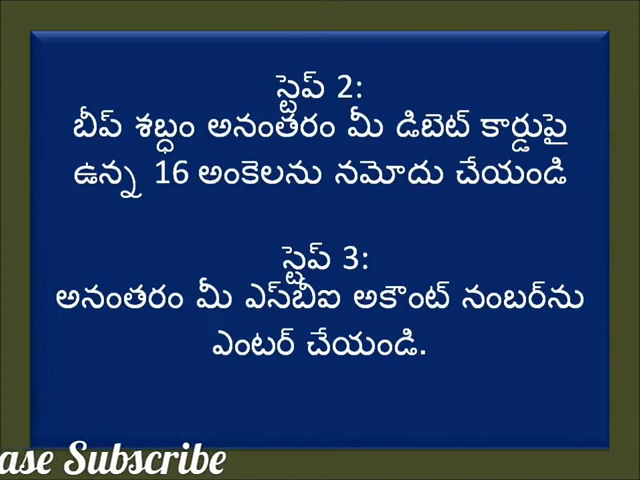 స్టెప్ 2:
బీప్ శబ్ధం అనంతరం మీ డిబెట్ కార్డుపై
ఉన్న 16 అంకెలను నమోదు చేయండి
స్టెప్ 3:
అనంతరం మీ ఎస్‌బీఐ అకౌంట్ నంబర్‌ను
ఎంటర్ చేయండి.
ase Subscribe